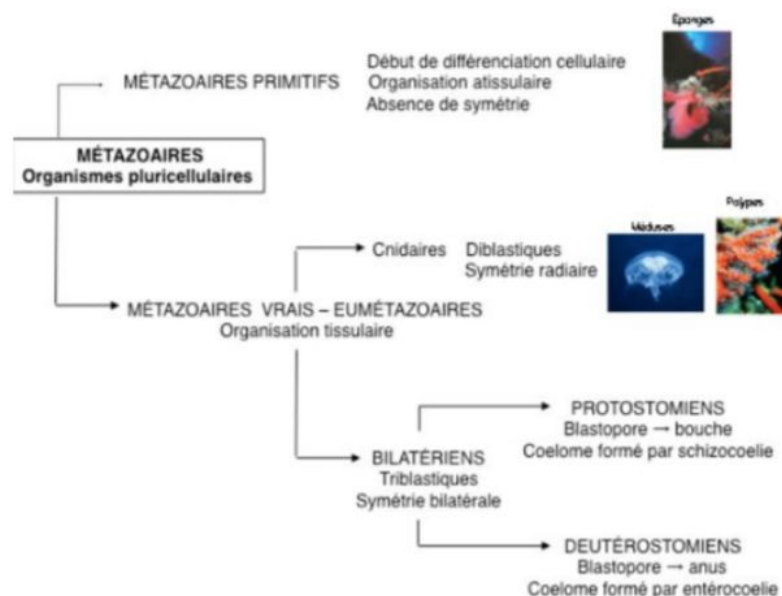 Éponges
MÉTAZOAIRES PRIMITIFS
Début de différenciation cellulaire
Organisation atissulaire
Absence de symétrie
MÉTAZOAIRES
Organismes pluricellulaires
Méduses
Polypes
Cnidaires
Diblastiques
Symétrie radiaire
MÉTAZOAIRES VRAIS – EUMÉTAZOAIRES
Organisation tissulaire
PROTOSTOMIENS
Blastopore → bouche
Coelome formé par schizocoelie
BILATÉRIENS
Triblastiques
Symétrie bilatérale
DEUTÉROSTOMIENS
Blastopore → anus
Coelome formé par entérocoelie